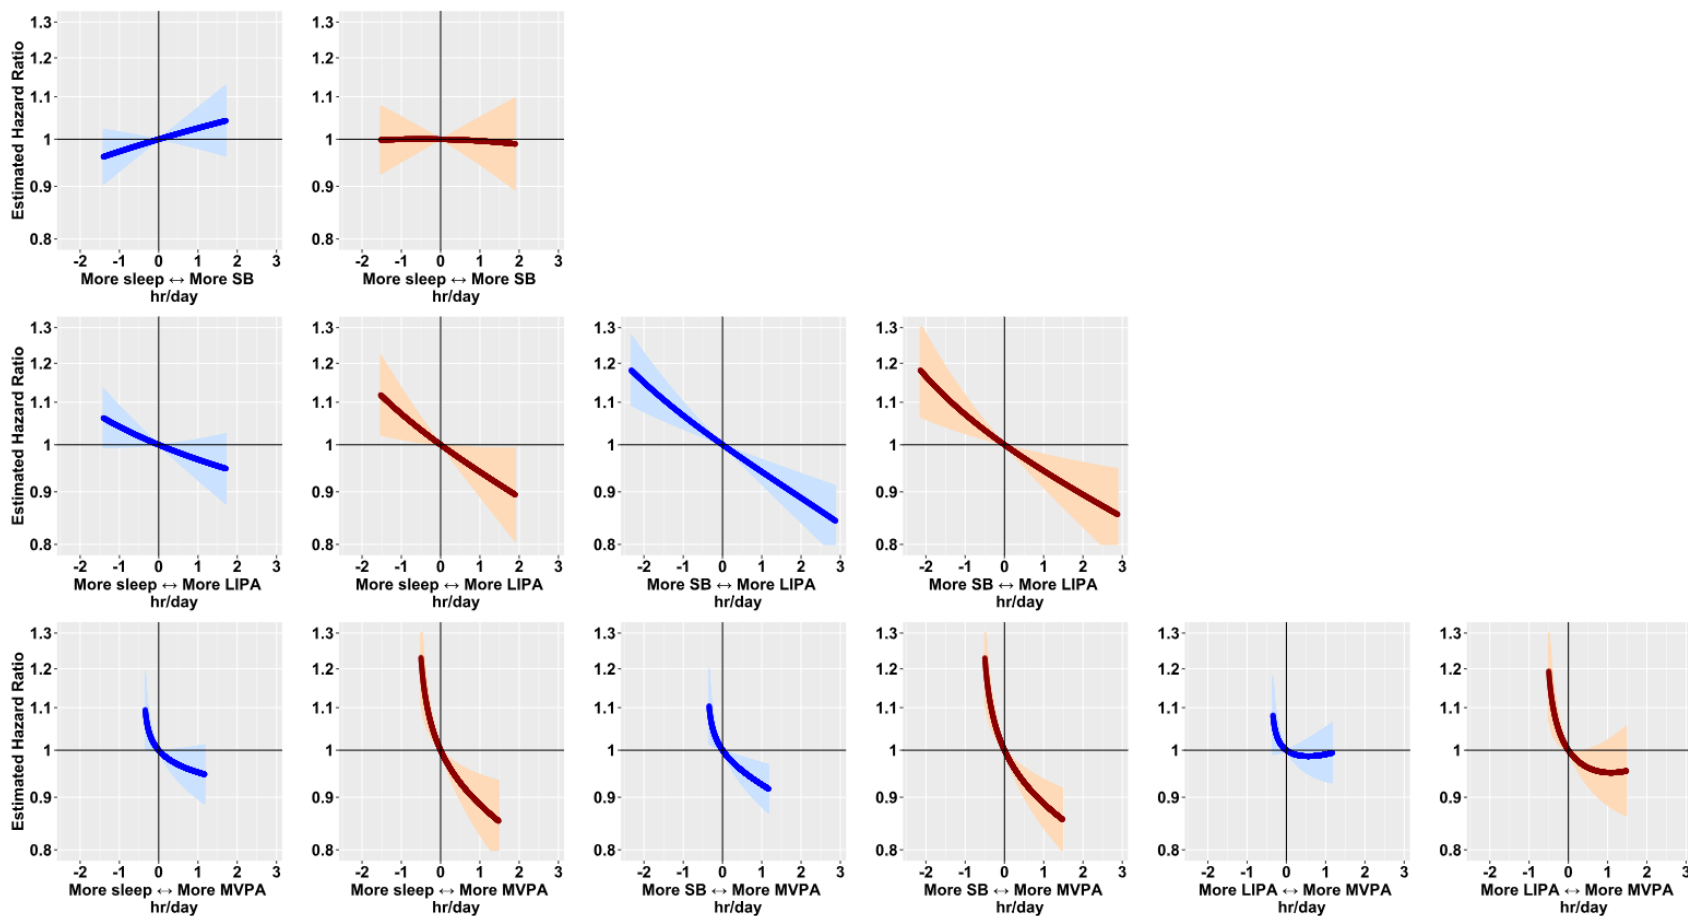 Estimated Hazard Ratio
1.3
1.2
1.1
1
0.9
0.8
-2 -1 0 1 2 3
More sleep ↔ More SB
hr/day
1.3
1.2
1.1
1
0.9
0.8
-2 -1 0 1 2 3
More sleep ↔ More SB
hr/day
Estimated Hazard Ratio
1.3
1.2
1.1
1
0.9
0.8
-2 -1 0 1 2 3
More sleep ↔ More LIPA
hr/day
1.3
1.2
1.1
1
0.9
0.8
-2 -1 0 1 2 3
More sleep ↔ More LIPA
hr/day
1.3
1.2
1.1
1
0.9
0.8
-2 -1 0 1 2 3
More SB ↔ More LIPA
hr/day
1.3
1.2
1.1
1
0.9
0.8
-2 -1 0 1 2 3
More SB ↔ More LIPA
hr/day
Estimated Hazard Ratio
1.3
1.2
1.1
1
0.9
0.8
-2 -1 0 1 2 3
More sleep ↔ More MVPA
hr/day
1.3
1.2
1.1
1
0.9
0.8
-2 -1 0 1 2 3
More sleep ↔ More MVPA
hr/day
1.3
1.2
1.1
1
0.9
0.8
-2 -1 0 1 2 3
More SB ↔ More MVPA
hr/day
1.3
1.2
1.1
1
0.9
0.8
-2 -1 0 1 2 3
More SB ↔ More MVPA
hr/day
1.3
1.2
1.1
1
0.9
0.8
-2 -1 0 1 2 3
More LIPA ↔ More MVPA
hr/day
1.3
1.2
1.1
1
0.9
0.8
-2 -1 0 1 2 3
More LIPA ↔ More MVPA
hr/day